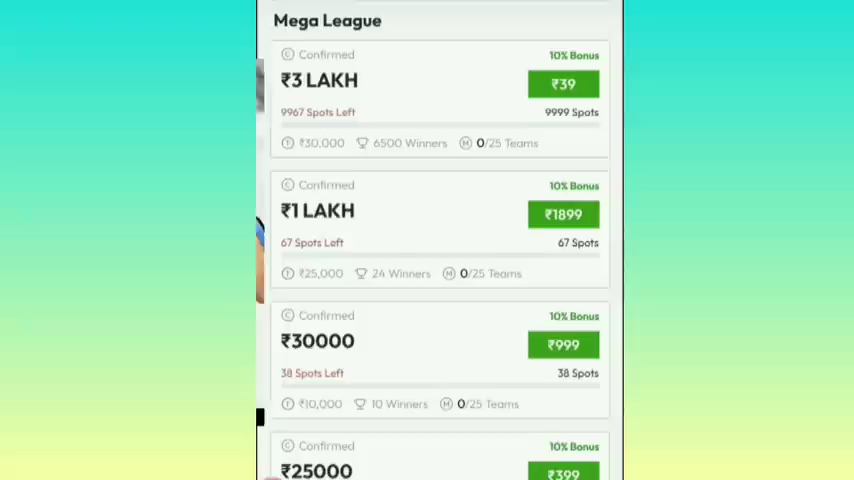 Mega League
Confirmed
10% Bonus
₹3 LAKH
₹39
9967 Spots Left
9999 Spots
₹30,000 6500 Winners M 0/25 Teams
Confirmed
10% Bonus
₹1 LAKH
₹1899
67 Spots Left
67 Spots
₹25,000 24 Winners M 0/25 Teams
Confirmed
10% Bonus
₹30000
₹999
38 Spots Left
38 Spots
₹10,000 10 Winners M 0/25 Teams
Confirmed
10% Bonus
₹25000
₹399